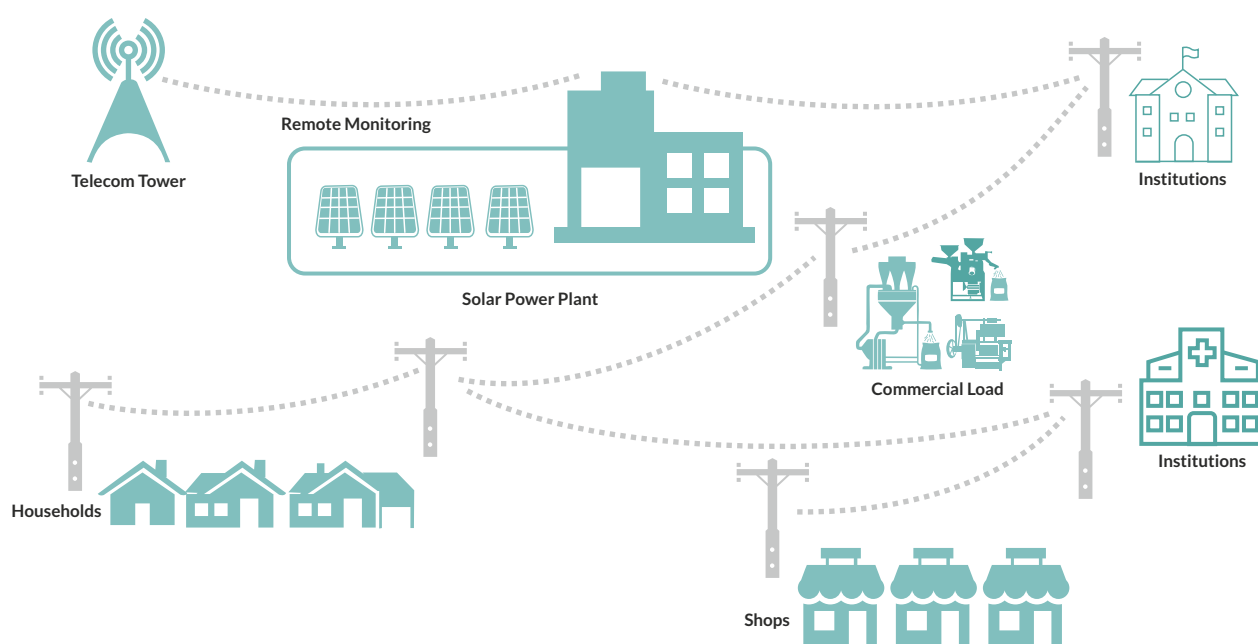 Remote Monitoring
Telecom Tower
Institutions
Solar Power Plant
Commercial Load
Institutions
Households
Shops